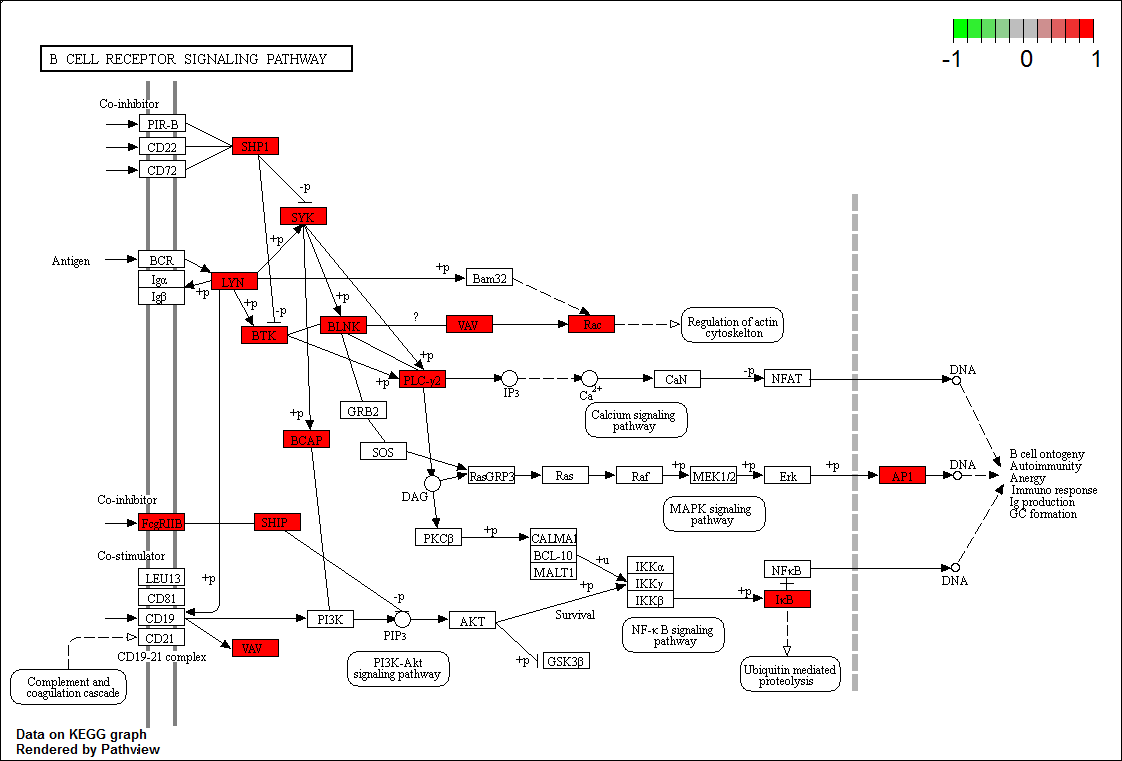 -1 0 1
B CELL RECEPTOR SIGNALING PATHWAY
Co-inhibitor
PIR-B
CD22
CD72
SHP1
-p
SYK
+p
Antigen
BCR
Igα
Igβ
+p
LYN
+p
Bam32
+p
-p
BTK
+p
BLNK
?
VAV
Rac
Regulation of actin
cytoskelton
+p
+p
PLC-γ2
IP3
Ca2+
CaN
-p
NFAT
DNA
Calcium signaling
pathway
GRB2
+p
BCAP
SOS
DAG
RasGRP3
Ras
Raf
+p
MEK1/2
+p
Erk
+p
AP1
DNA
B cell ontogeny
Autoimmunity
Anergy
Immuno response
Ig production
GC formation
MAPK signaling
pathway
Co-inhibitor
FcgRIIB
SHIP
PKCβ
+p
CALMA1
BCL-10
MALT1
+u
+p
IKKα
IKKγ
IKKβ
+p
NFκB
IκB
DNA
Co-stimulator
LEU13
CD81
CD19
CD21
+p
CD19-21 complex
VAV
PI3K
-p
PIP3
AKT
Survival
+p
GSK3β
NF-κ B signaling
pathway
PI3K-Akt
signaling pathway
Ubiquitin mediated
proteolysis
Complement and
coagulation cascade
Data on KEGG graph
Rendered by Pathview